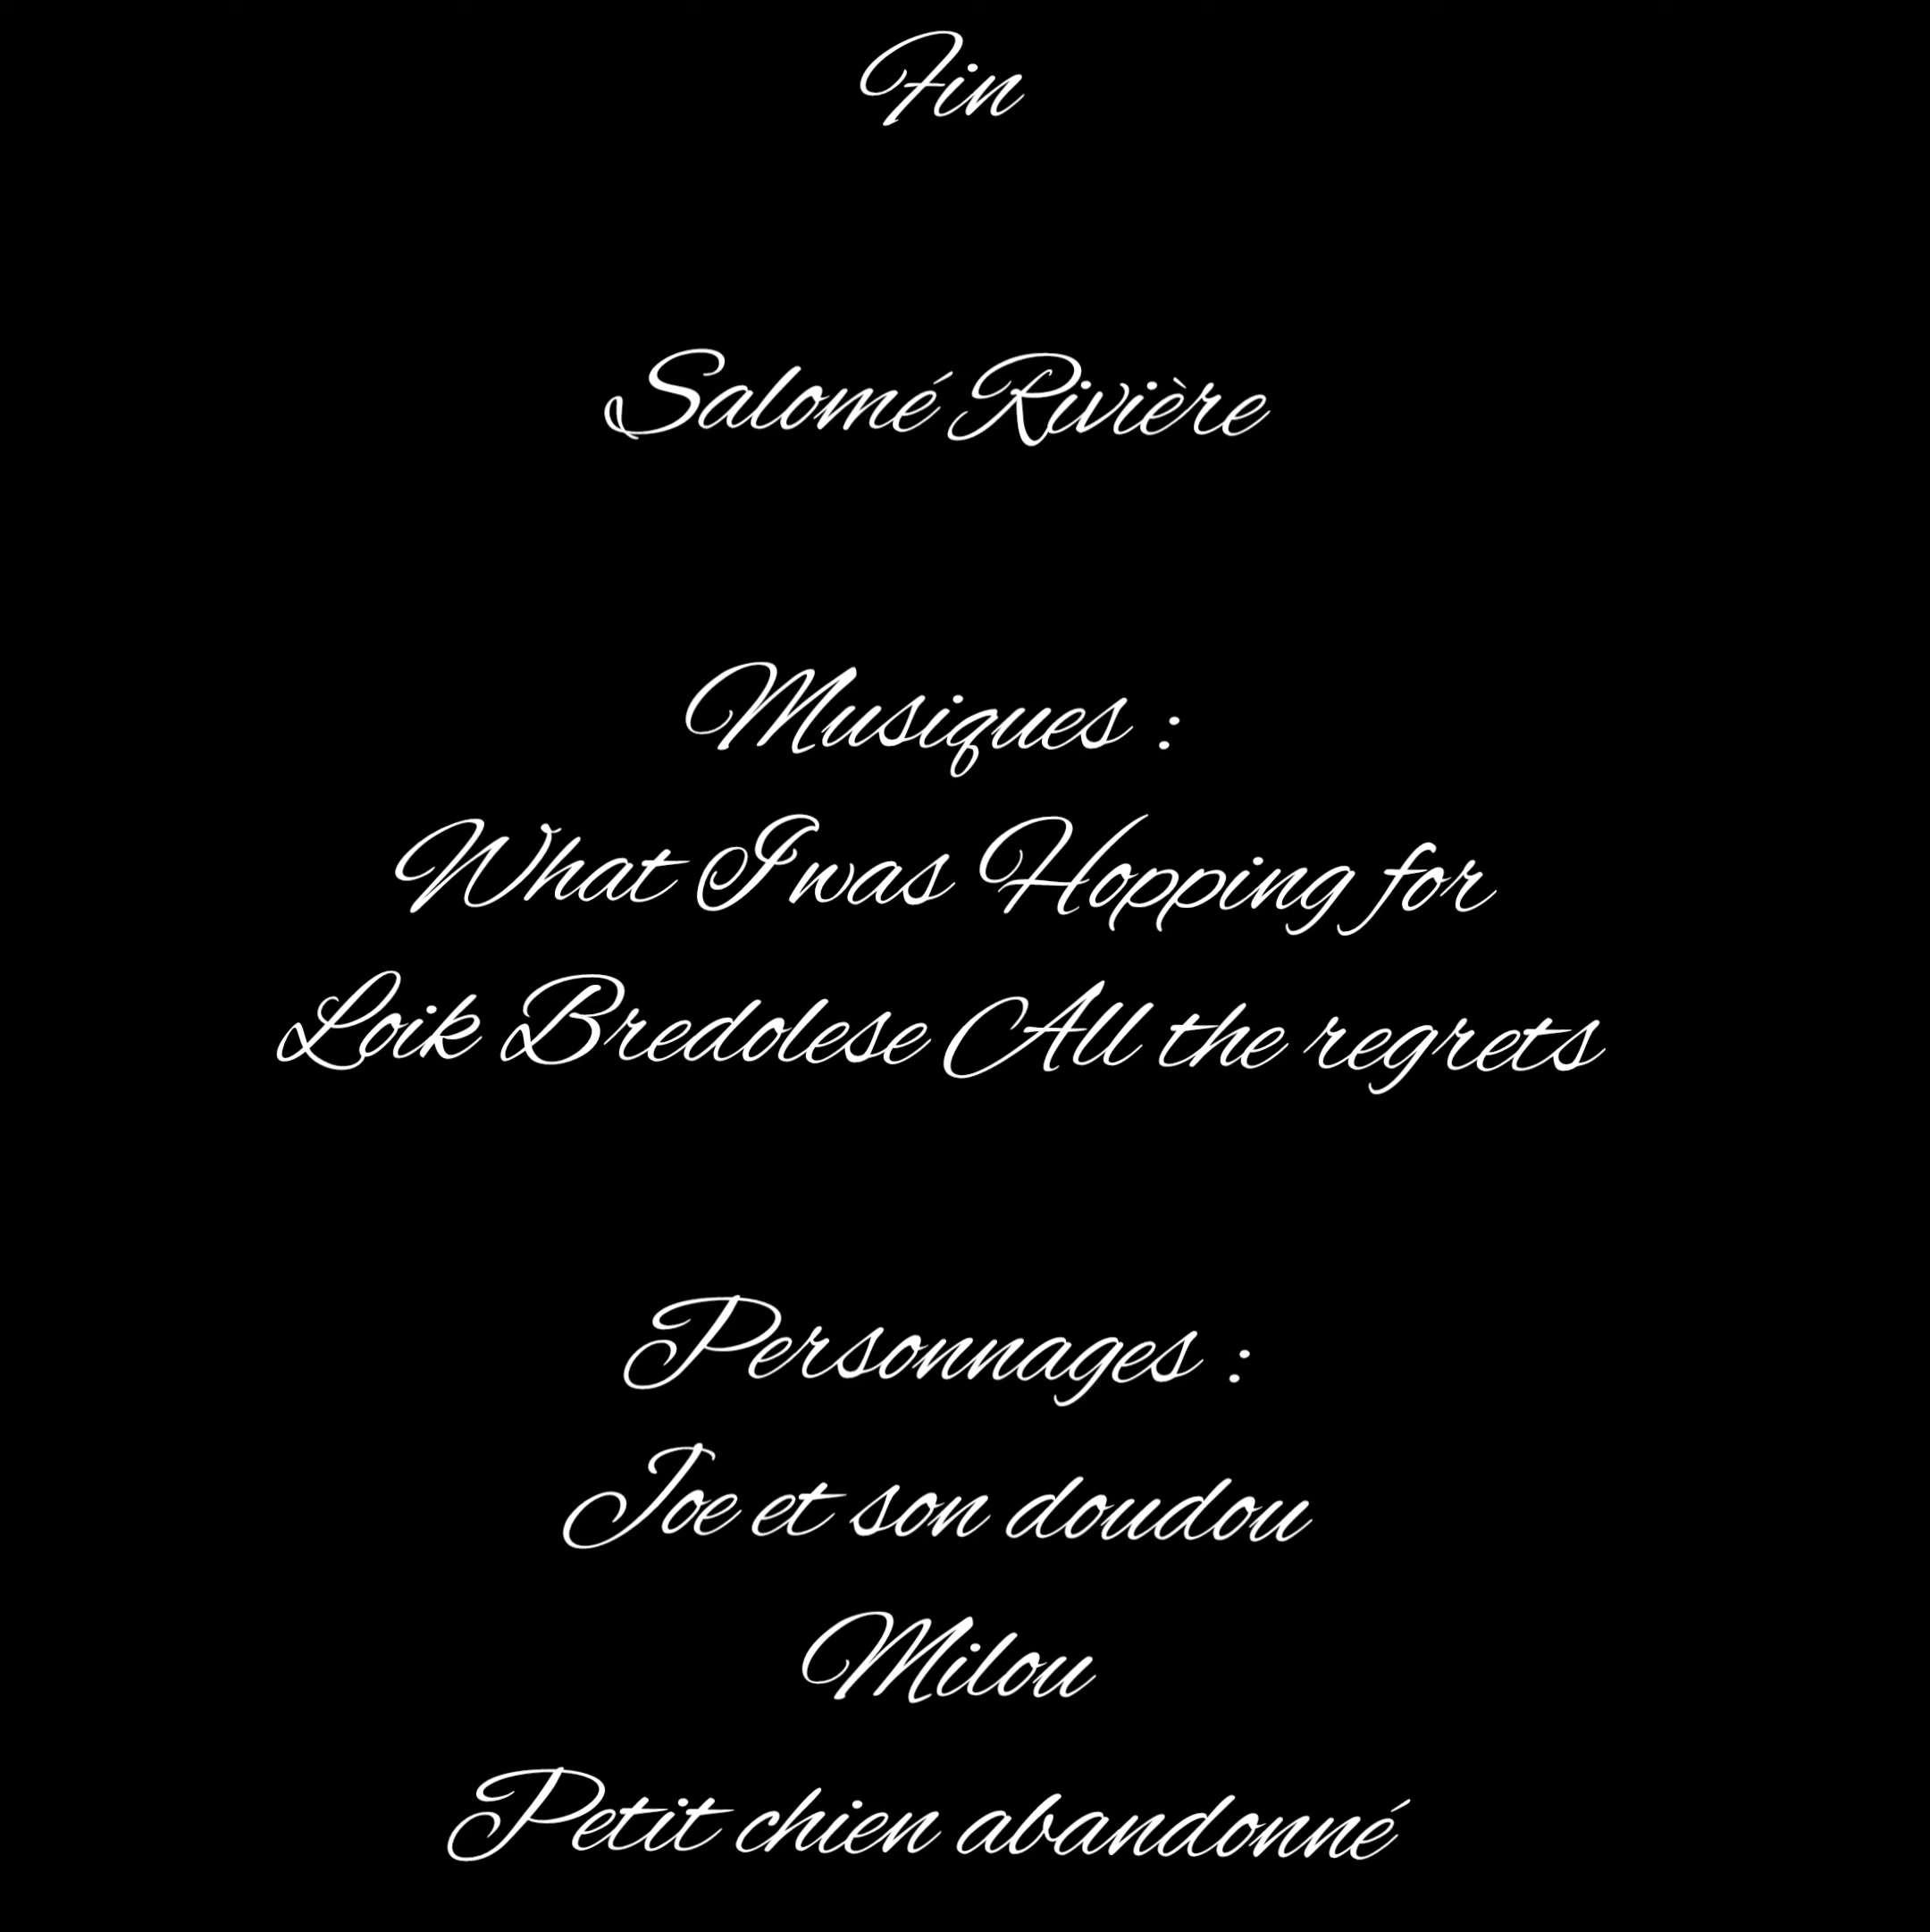 Fin
Salomé Rivière
Musiques :
What I was Hopping for
Loïk Bredolese All the regrets
Personnages :
Joe et son doudou
Milou
Petit chien abandonné